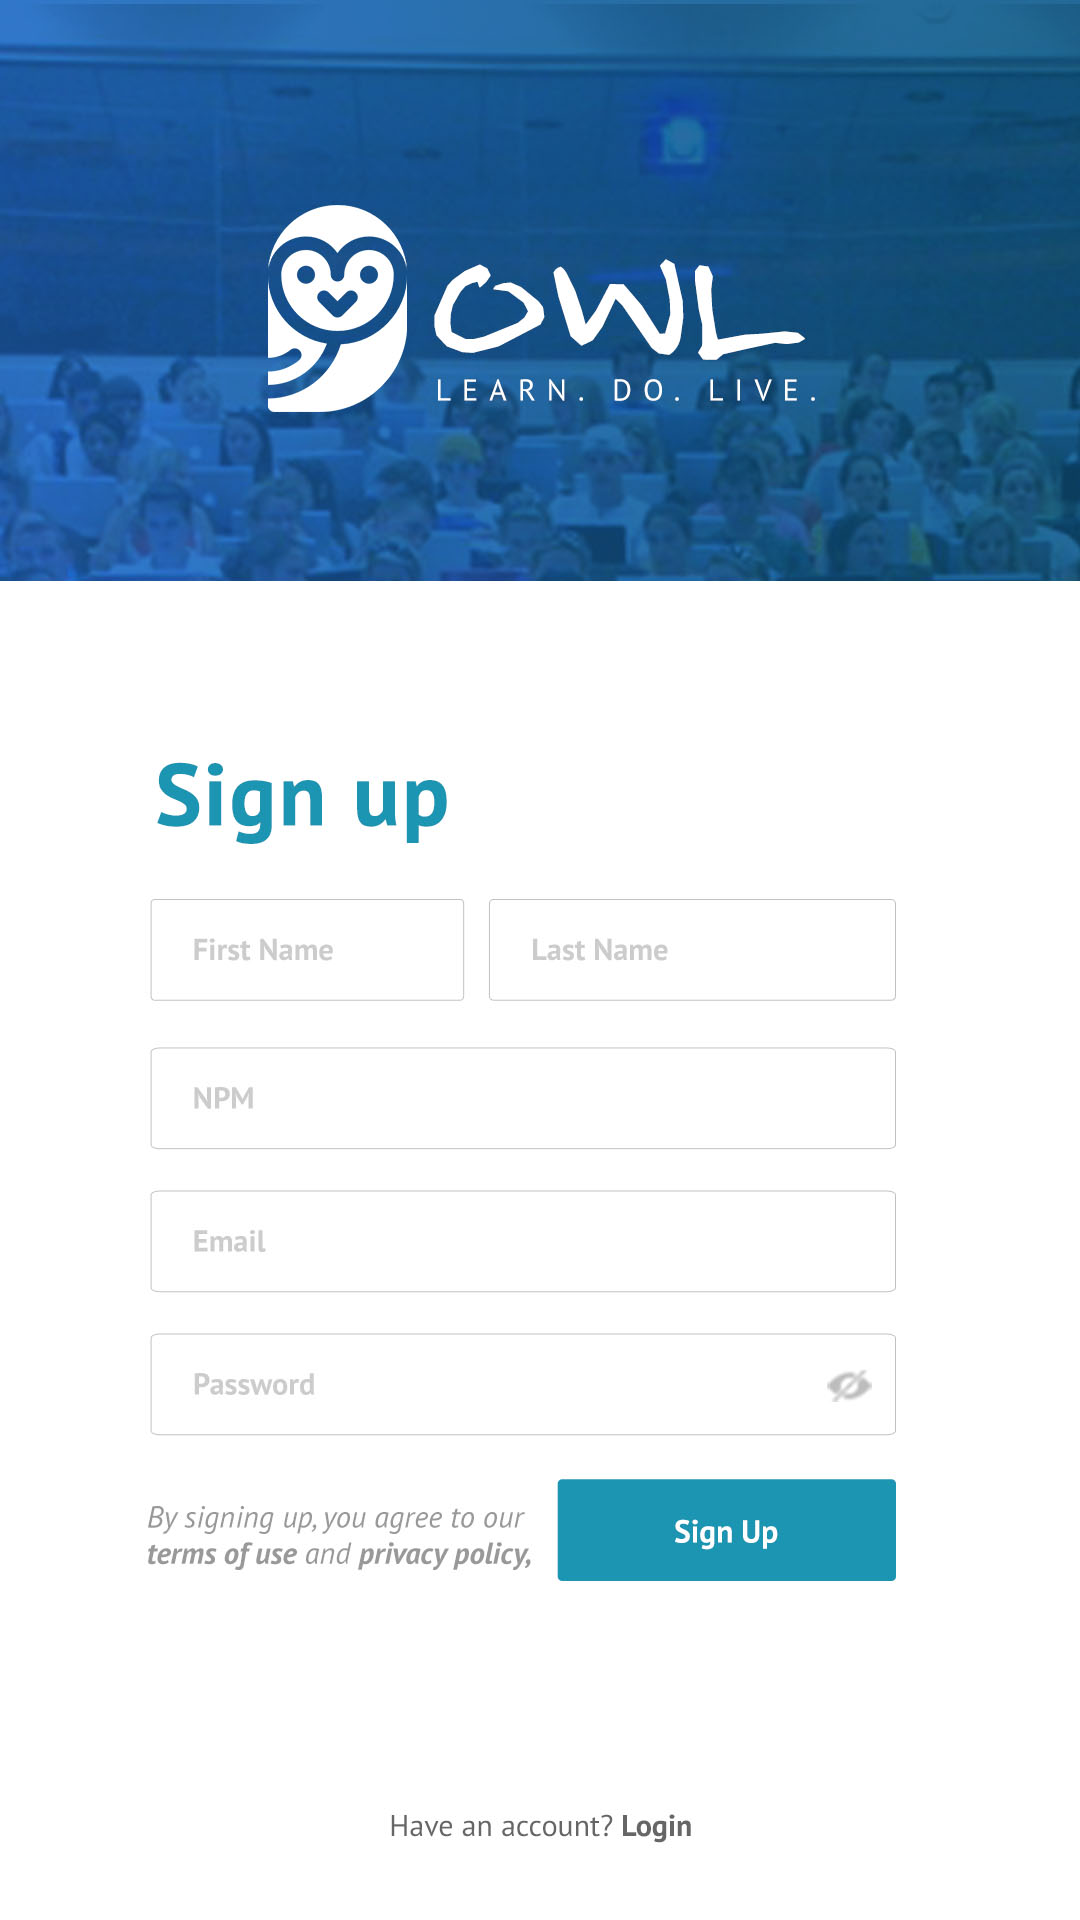 OWL
LEARN. DO. LIVE.
Sign up
First Name
Last Name
NPM
Email
Password
By signing up, you agree to our
terms of use and privacy policy,
Sign Up
Have an account? Login